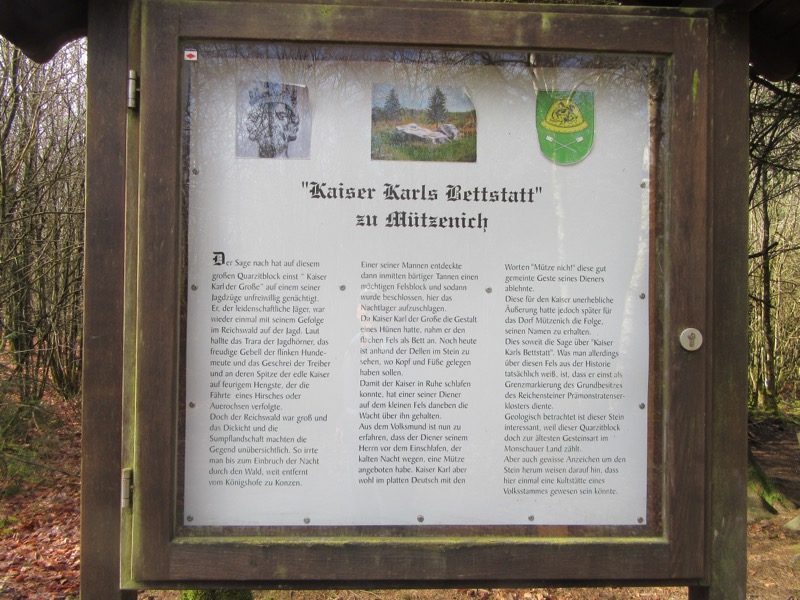 "Kaiser Karls Bettstatt"
zu Mützenich
Der Sage nach hat auf diesem
großen Quarzitblock einst " Kaiser
Karl der Große" auf einem seiner
Jagdzüge unfreiwillig genächtigt.
Er, der leidenschaftliche Jäger, war
wieder einmal mit seinem Gefolge
im Reichswald auf der Jagd. Laut
hallte das Trara der Jagdhörner, das
freudige Gebell der flinken Hunde-
meute und das Geschrei der Treiber
und an deren Spitze der edle Kaiser
auf feurigem Hengste, der die
Fährte eines Hirsches oder
Auerochsen verfolgte.
Doch der Reichswald war groß und
das Dickicht und die
Sumpflandschaft machten die
Gegend unübersichtlich. So irrte
man bis zum Einbruch der Nacht
durch den Wald, weit entfernt
vom Königshofe zu Konzen.
Einer seiner Mannen entdeckte
dann inmitten bärtiger Tannen einen
mächtigen Felsblock und sodann
wurde beschlossen, hier das
Nachtlager aufzuschlagen.
Da Kaiser Karl der Große die Gestalt
eines Hünen hatte, nahm er den
flachen Fels als Bett an. Noch heute
ist anhand der Dellen im Stein zu
sehen, wo Kopf und Füße gelegen
haben sollen.
Damit der Kaiser in Ruhe schlafen
konnte, hat einer seiner Diener
auf dem kleinen Fels daneben die
Wacht über ihn gehalten.
Aus dem Volksmund ist nun zu
erfahren, dass der Diener seinem
Herrn vor dem Einschlafen, der
kalten Nacht wegen, eine Mütze
angeboten habe. Kaiser Karl aber
wohl im platten Deutsch mit den
Worten "Mütze nich!" diese gut
gemeinte Geste seines Dieners
ablehnte.
Diese für den Kaiser unerhebliche
Äußerung hatte jedoch später für
das Dorf Mützenich die Folge,
seinen Namen zu erhalten.
Dies soweit die Sage über "Kaiser
Karls Bettstatt". Was man allerdings
über diesen Fels aus der Historie
tatsächlich weiß, ist, dass er einst als
Grenzmarkierung des Grundbesitzes
des Reichensteiner Prämonstratenser-
klosters diente.
Geologisch betrachtet ist dieser Stein
interessant, weil dieser Quarzitblock
doch zur ältesten Gesteinsart im
Monschauer Land zählt.
Aber auch gewisse Anzeichen um den
Stein herum weisen darauf hin, dass
hier einmal eine Kultstätte eines
Volksstammes gewesen sein könnte.